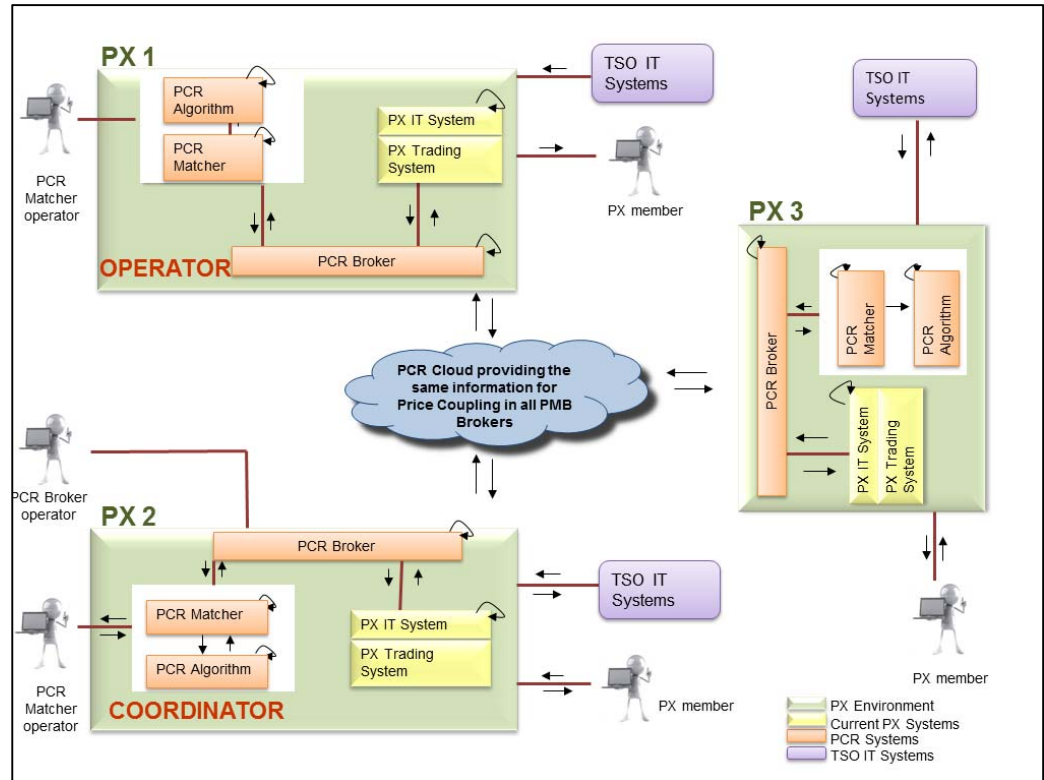 PX 1
PCR
Algorithm
PCR
Matcher
PX IT System
PX Trading
System
PCR Broker
OPERATOR
PCR
Matcher
operator
TSO IT
Systems
PX member
TSO IT
Systems
PX 3
PCR Broker
PCR
Matcher
PCR
Algorithm
PX IT System
PX Trading
System
PX member
PCR Cloud providing the
same information for
Price Coupling in all PMB
Brokers
PCR Broker
operator
PX 2
PCR Broker
PCR Matcher
PCR Algorithm
PX IT System
PX Trading
System
COORDINATOR
PCR
Matcher
operator
TSO IT
Systems
PX member
PX Environment
Current PX Systems
PCR Systems
TSO IT Systems